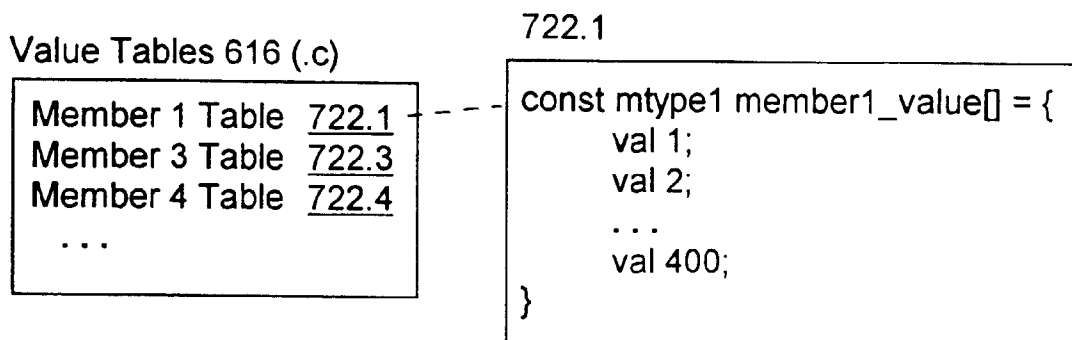 Value Tables 616 (.c)
Member 1 Table 722.1
Member 3 Table 722.3
Member 4 Table 722.4
. . .
722.1
const mtype1 member1_value[] = {
val 1;
val 2;
. . .
val 400;
}